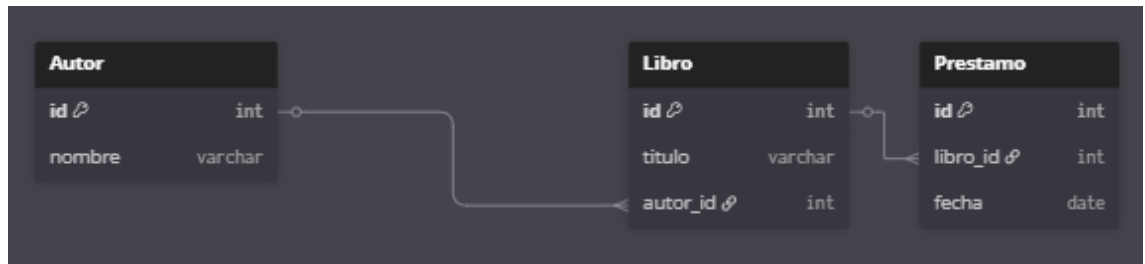 Autor
id int
nombre varchar
Libro
id int
titulo varchar
autor_id int
Prestamo
id int
libro_id int
fecha date